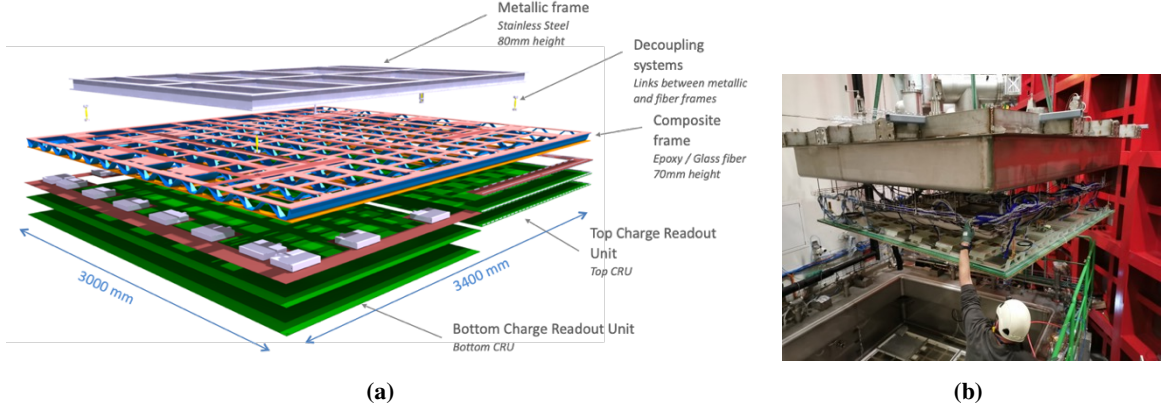 Metallic frame
Stainless Steel
80mm height
Decoupling
systems
Links between metallic
and fiber frames
Composite
frame
Epoxy / Glass fiber
70mm height
Top Charge Readout
Unit
Top CRU
3000 mm
3400 mm
Bottom Charge Readout Unit
Bottom CRU
(a)
(b)